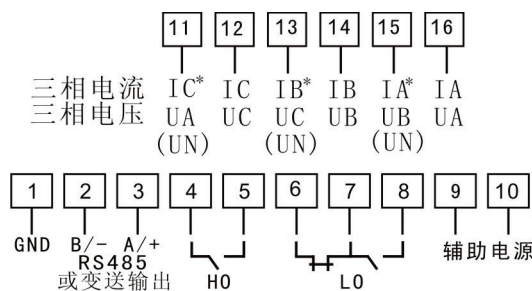 11 12 13 14 15 16
三相电流 IC* IC IB* IB IA* IA
三相电压 UA UC UC UB UB UA
(UN) (UN) (UN)
1 2 3 4 5 6 7 8 9 10
GND B/- A/+ 辅助电源
RS485
或变送输出 HO LO